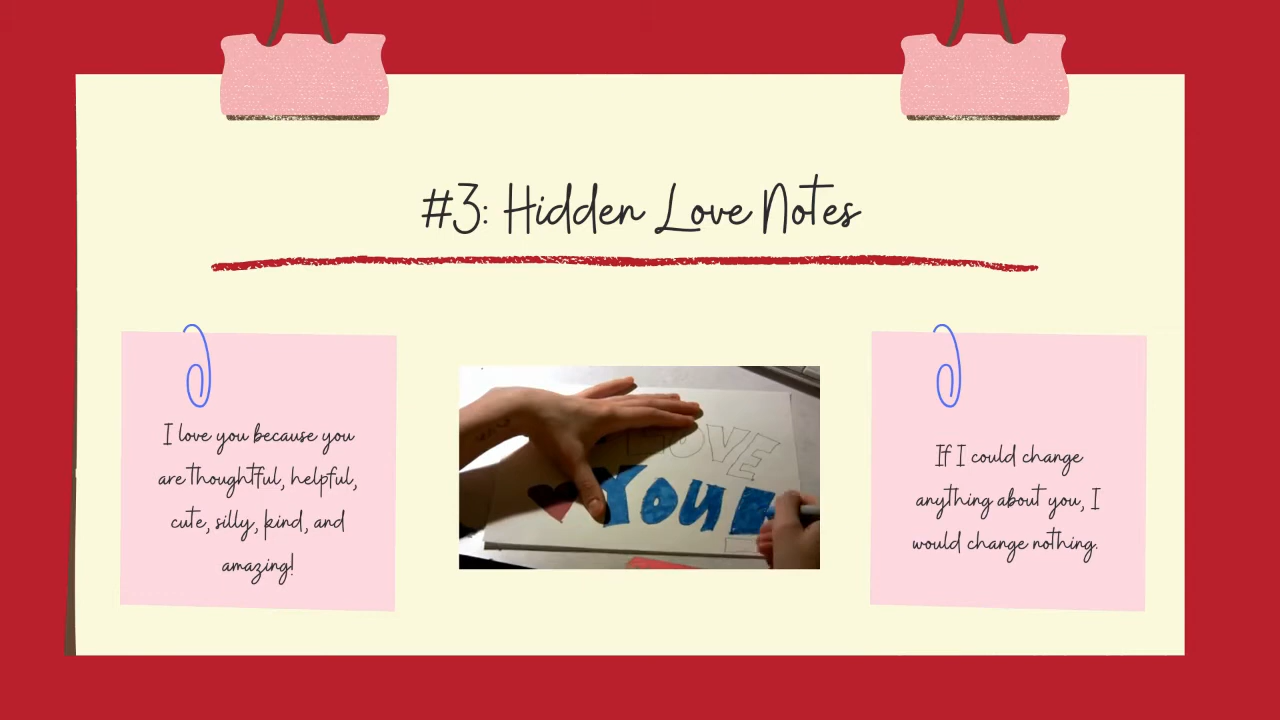 #3: Hidden Love Notes
I love you because you
are thoughtful, helpful,
cute, silly, kind, and
amazing!
LOVE
You
If I could change
anything about you, I
would change nothing.